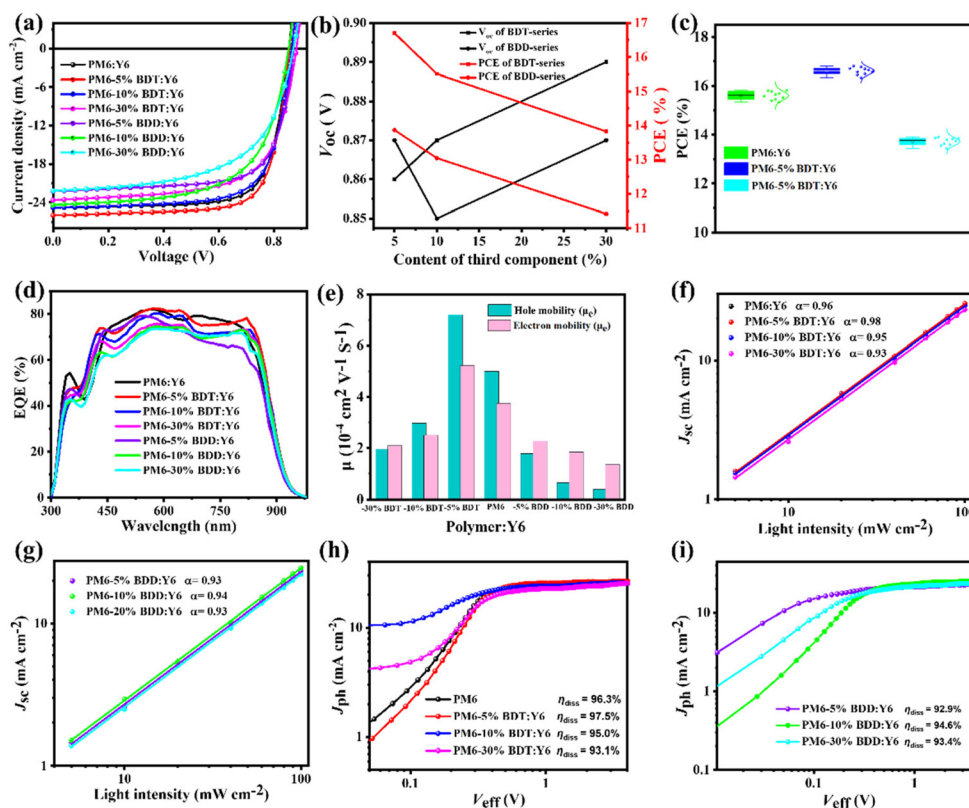 (a)
Current density (mA cm⁻²)
0
-6
-12
-18
-24
PM6:Y6
PM6-5% BDT:Y6
PM6-10% BDT:Y6
PM6-30% BDT:Y6
PM6-5% BDD:Y6
PM6-10% BDD:Y6
PM6-30% BDD:Y6
0.0 0.2 0.4 0.6 0.8
Voltage (V)
(b)
Voc ( V )
0.90
0.89
0.88
0.87
0.86
0.85
Voc of BDT-series
Voc of BDD-series
PCE of BDT-series
PCE of BDD-series
17
16
15
14
13
12
11
PCE ( % )
5 10 15 20 25 30
Content of third component (%)
(c)
PCE (%)
18
16
14
12
10
PM6:Y6
PM6-5% BDT:Y6
PM6-5% BDT:Y6
(d)
EQE (%)
80
60
40
20
0
PM6:Y6
PM6-5% BDT:Y6
PM6-10% BDT:Y6
PM6-30% BDT:Y6
PM6-5% BDD:Y6
PM6-10% BDD:Y6
PM6-30% BDD:Y6
300 450 600 750 900
Wavelength (nm)
(e)
μ (10⁻⁴ cm² V⁻¹ S⁻¹)
8
6
4
2
0
Hole mobility (μe)
Electron mobility (μe)
-30% BDT -10% BDT -5% BDT PM6 -5% BDD -10% BDD -30% BDD
Polymer:Y6
(f)
Jsc (mA cm⁻²)
10
1
PM6:Y6 α= 0.96
PM6-5% BDT:Y6 α= 0.98
PM6-10% BDT:Y6 α= 0.95
PM6-30% BDT:Y6 α= 0.93
10 100
Light intensity (mW cm⁻²)
(g)
Jsc (mA cm⁻²)
10
1
PM6-5% BDD:Y6 α= 0.93
PM6-10% BDD:Y6 α= 0.94
PM6-20% BDD:Y6 α= 0.93
10 100
Light intensity (mW cm⁻²)
(h)
Jph (mA cm⁻²)
10
1
PM6 ηdiss = 96.3%
PM6-5% BDT:Y6 ηdiss = 97.5%
PM6-10% BDT:Y6 ηdiss = 95.0%
PM6-30% BDT:Y6 ηdiss = 93.1%
0.1 1
Veff (V)
(i)
Jph (mA cm⁻²)
10
1
0.1
PM6-5% BDD:Y6 ηdiss = 92.9%
PM6-10% BDD:Y6 ηdiss = 94.6%
PM6-30% BDD:Y6 ηdiss = 93.4%
0.1 1
Veff (V)